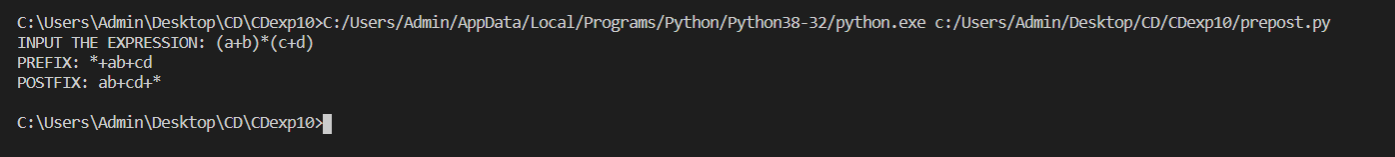 C:\Users\Admin\Desktop\CD\CDexp10>C:/Users/Admin/AppData/Local/Programs/Python/Python38-32/python.exe c:/Users/Admin/Desktop/CD/CDexp10/prepost.py
INPUT THE EXPRESSION: (a+b)*(c+d)
PREFIX: *+ab+cd
POSTFIX: ab+cd+*
C:\Users\Admin\Desktop\CD\CDexp10>